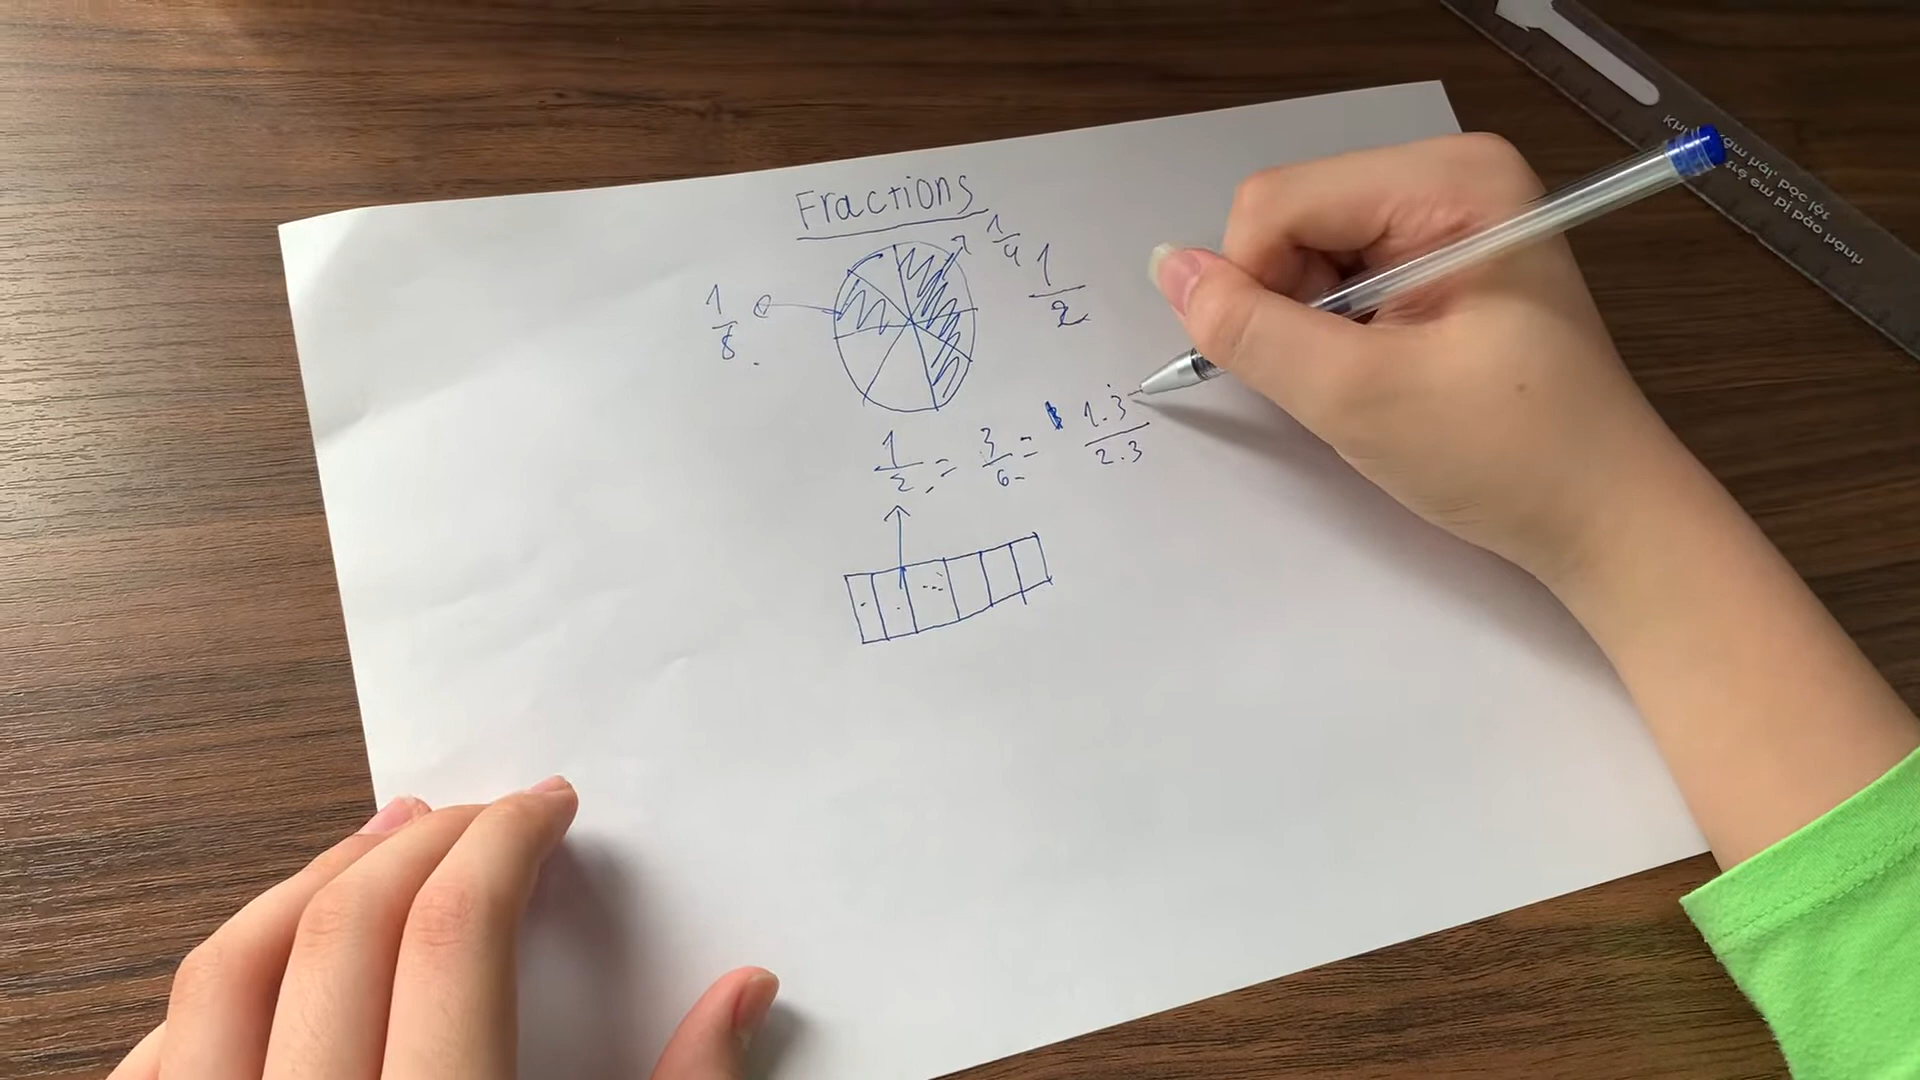 Fractions
1/4
1/2
1/8
1/2 = 3/6 = 1.3/2.3